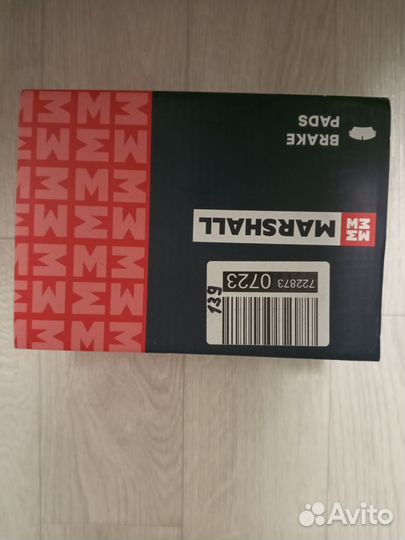 BRAKE
PADS
MARSHALL
722873 0723
139
Avito